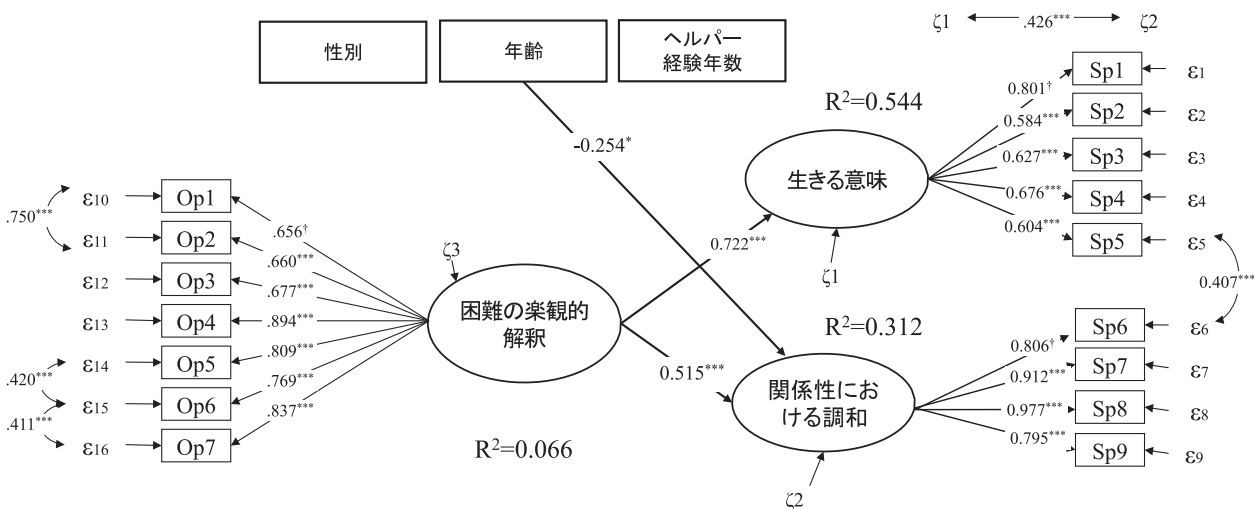 ζ1 .426*** ζ2
性別
年齢
ヘルパー
経験年数
R²=0.544
-0.254*
生きる意味
ζ1
0.722***
0.801†
0.584***
0.627***
0.676***
0.604***
Sp1 ε1
Sp2 ε2
Sp3 ε3
Sp4 ε4
Sp5 ε5
0.407***
.750***
ε10 Op1
ε11 Op2
ε12 Op3
ε13 Op4
ε14 Op5
ε15 Op6
ε16 Op7
.420***
.411***
.656†
.660***
.677***
.894***
.809***
.769***
.837***
ζ3
困難の楽観的
解釈
R²=0.066
0.515***
R²=0.312
関係性にお
ける調和
ζ2
0.806†
0.912***
0.977***
0.795***
Sp6 ε6
Sp7 ε7
Sp8 ε8
Sp9 ε9